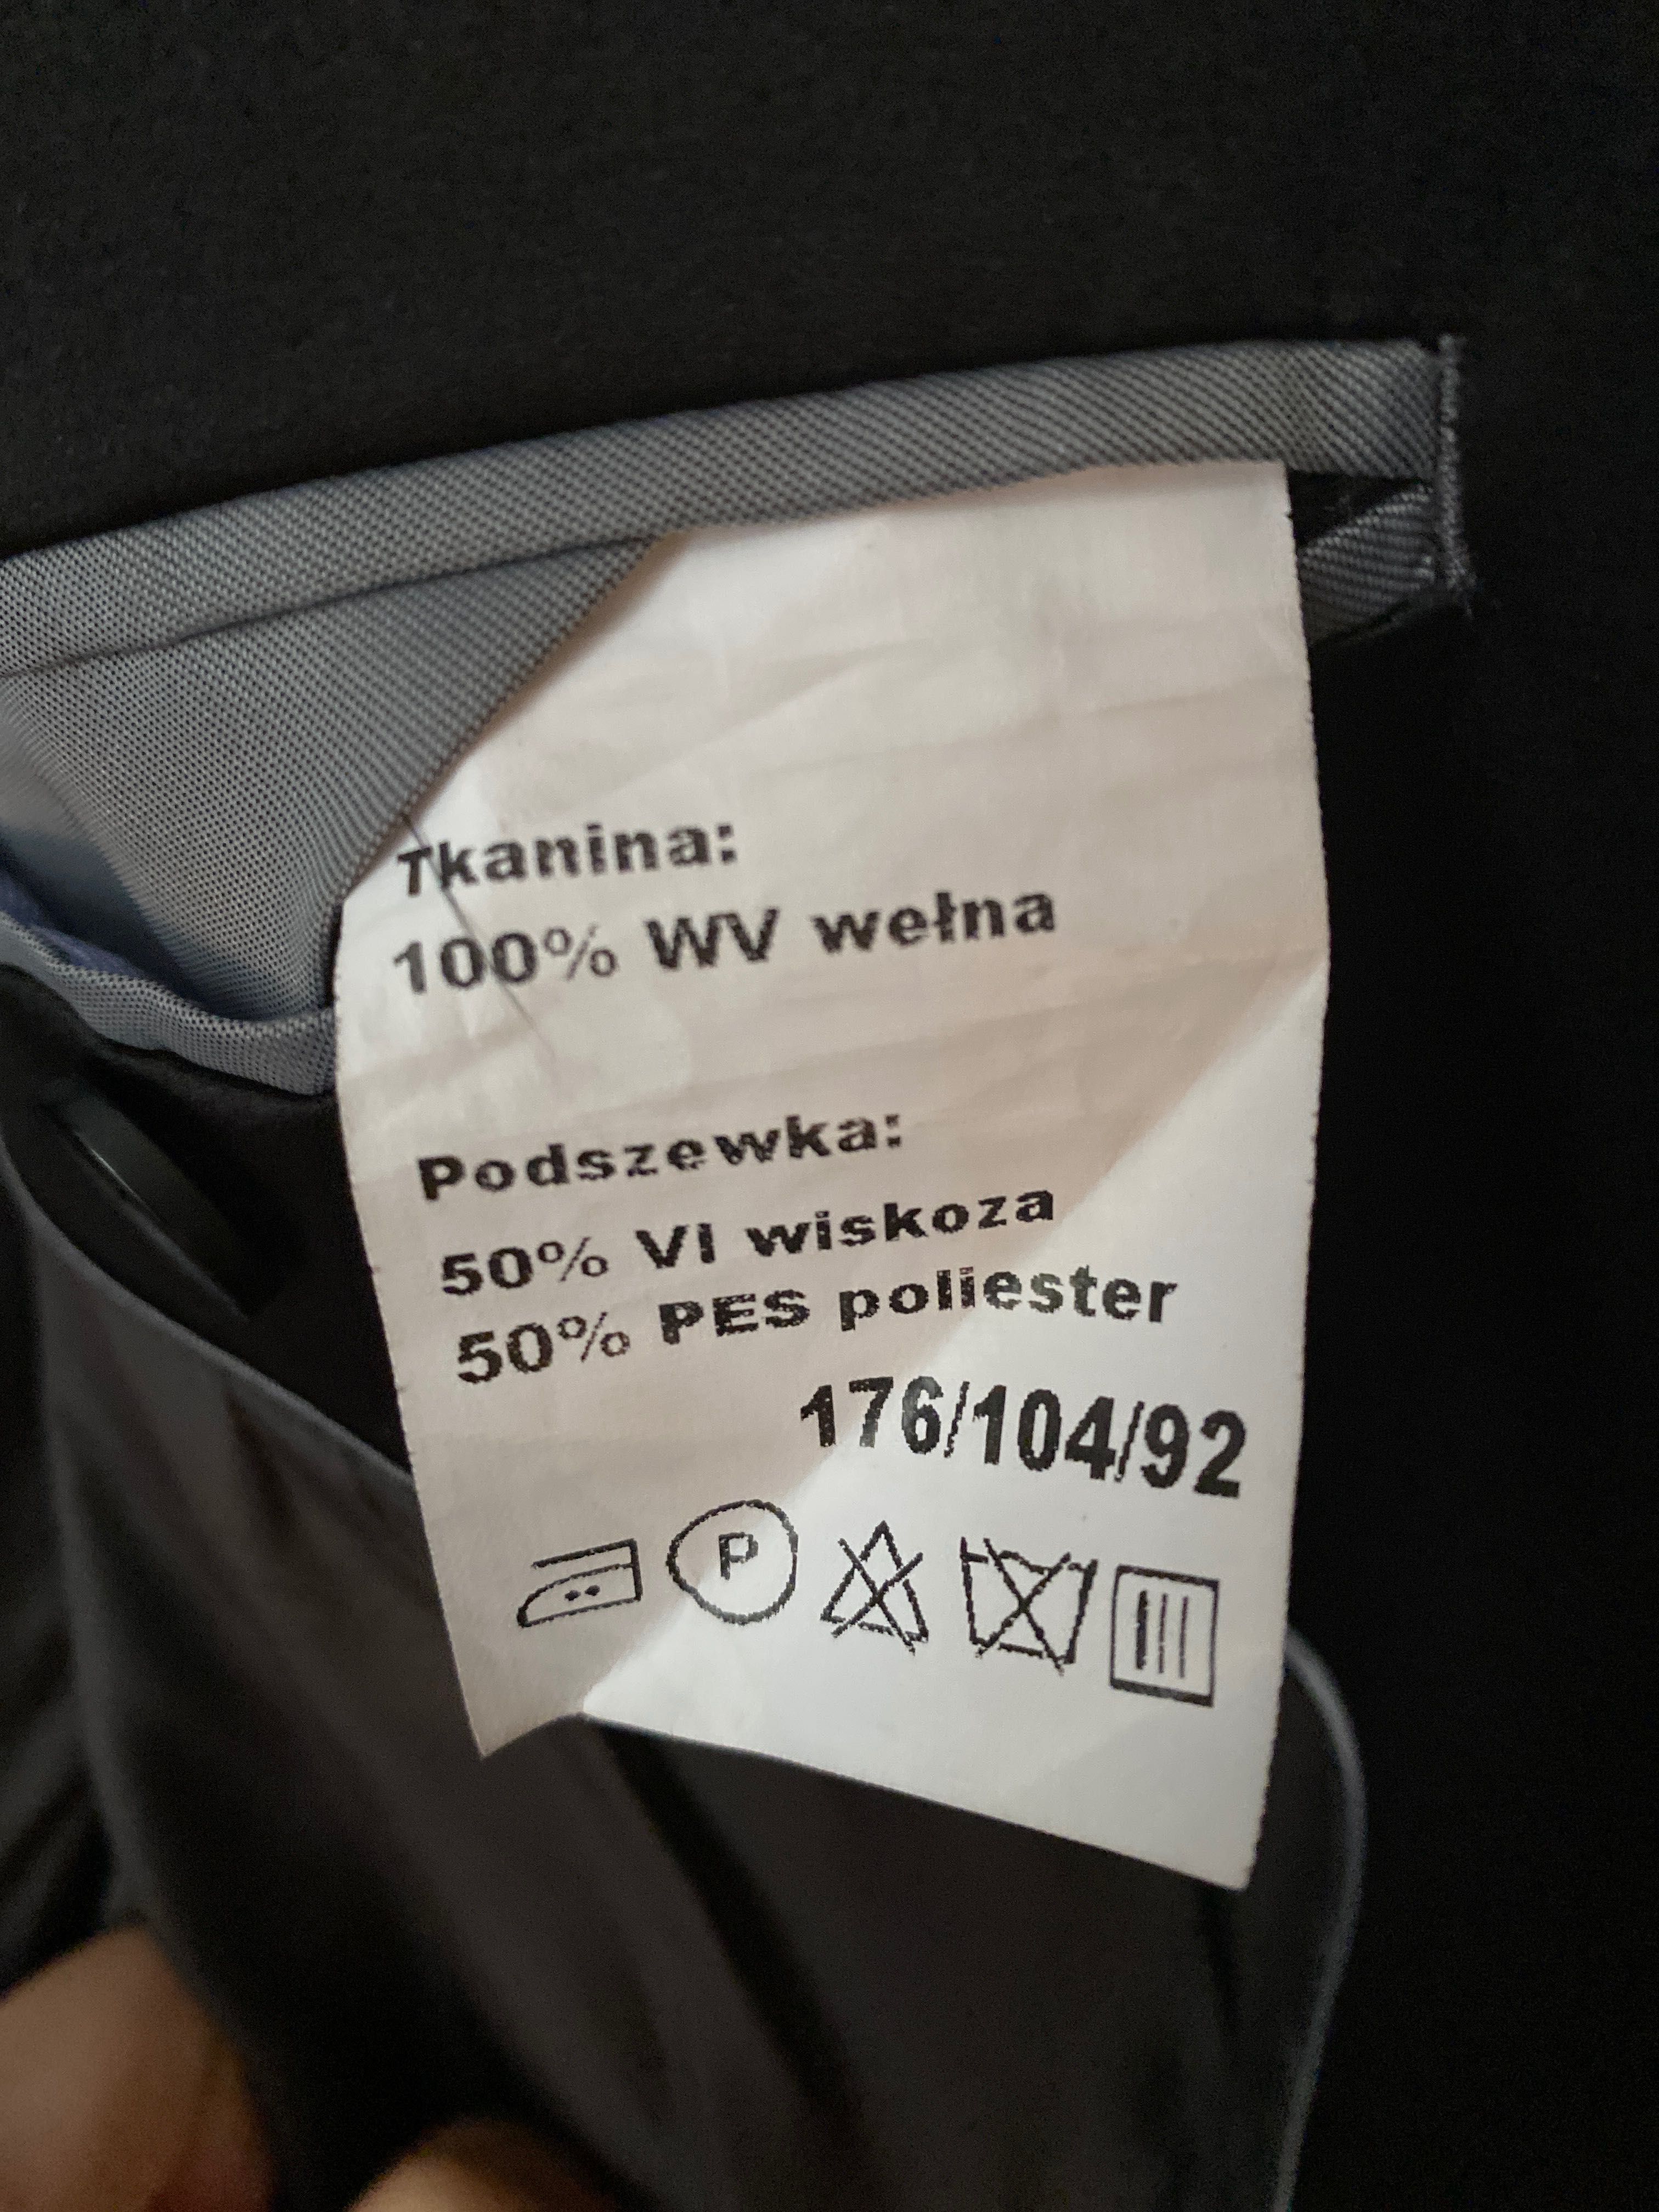 Tkanina:
100% WV wełna
Podszewka:
50% VI wiskoza
50% PES poliester
176/104/92
P